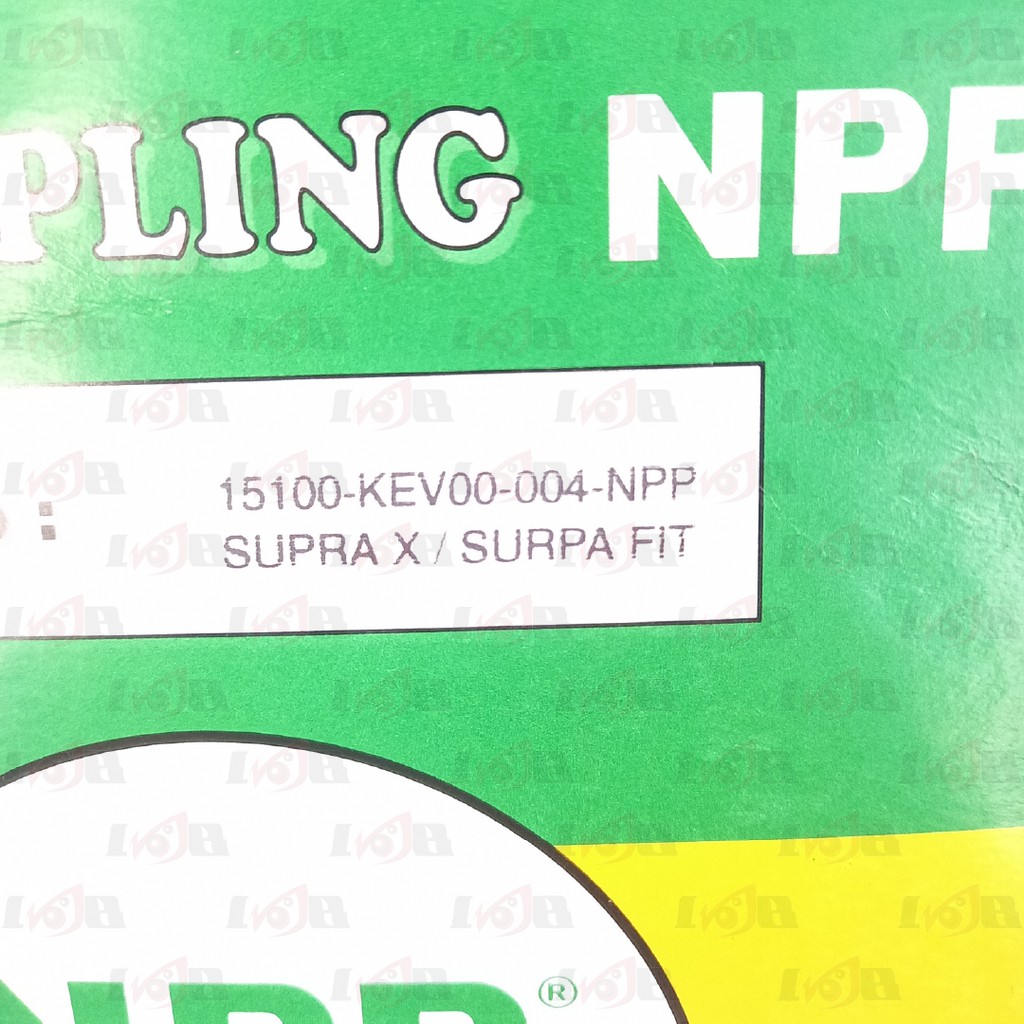 PLING NPP
:
15100-KEV00-004-NPP
SUPRA X / SURPA FIT
NPP®